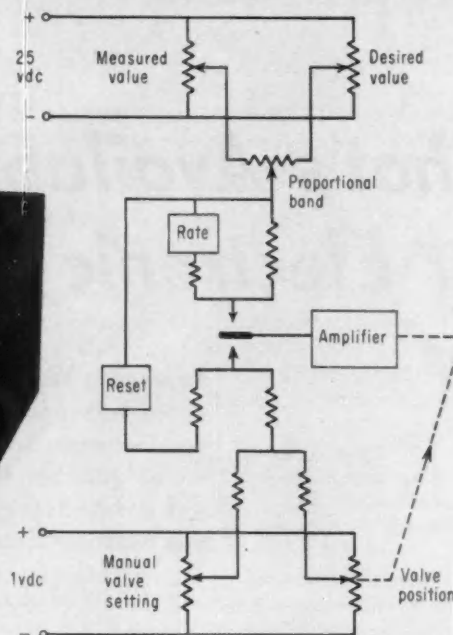 +
25
vdc
Measured
value
Desired
value
−
Proportional
band
Rate
Amplifier
Reset
+
1vdc
Manual
valve
setting
Valve
position
−